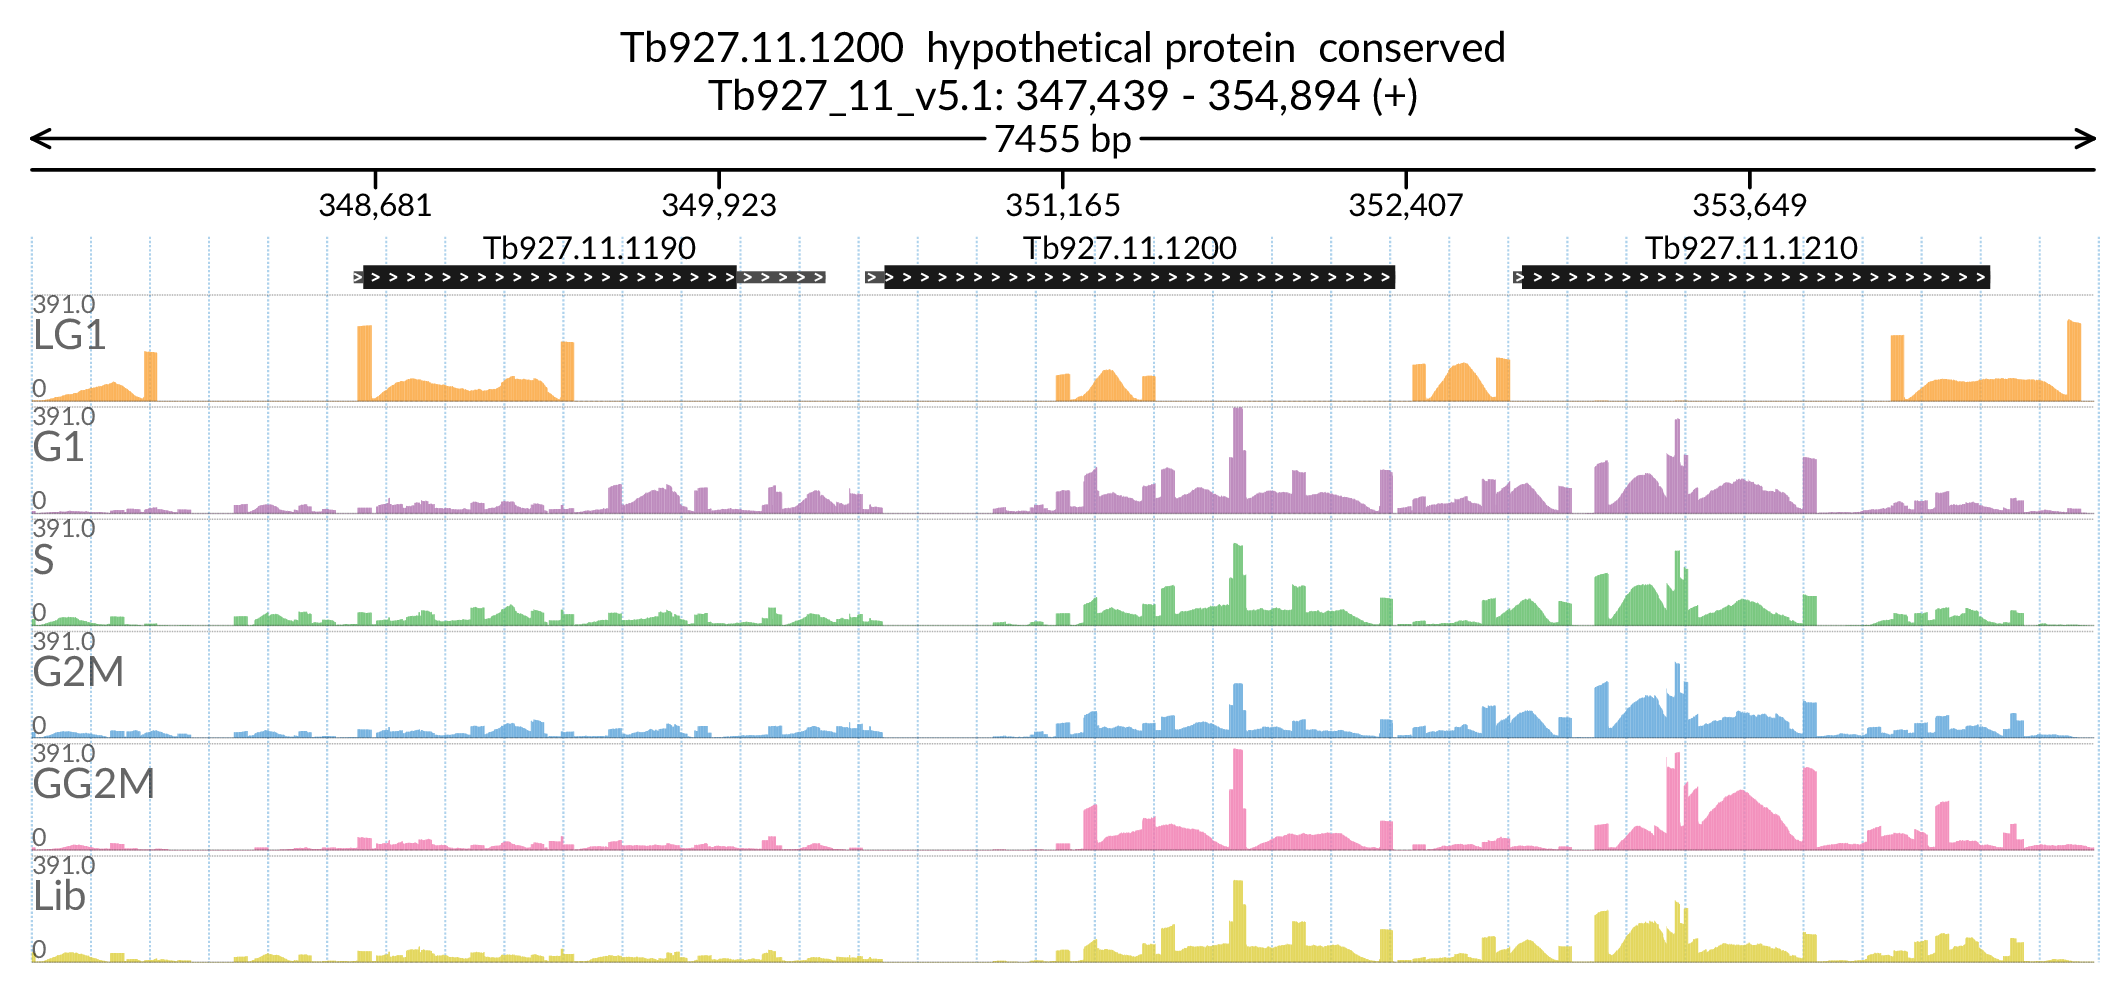 Tb927.11.1200  hypothetical protein  conserved
Tb927_11_v5.1: 347,439 - 354,894 (+)
7455 bp
348,681 349,923 351,165 352,407 353,649
Tb927.11.1190 Tb927.11.1200 Tb927.11.1210
391.0
LG1
0
391.0
G1
0
391.0
S
0
391.0
G2M
0
391.0
GG2M
0
391.0
Lib
0